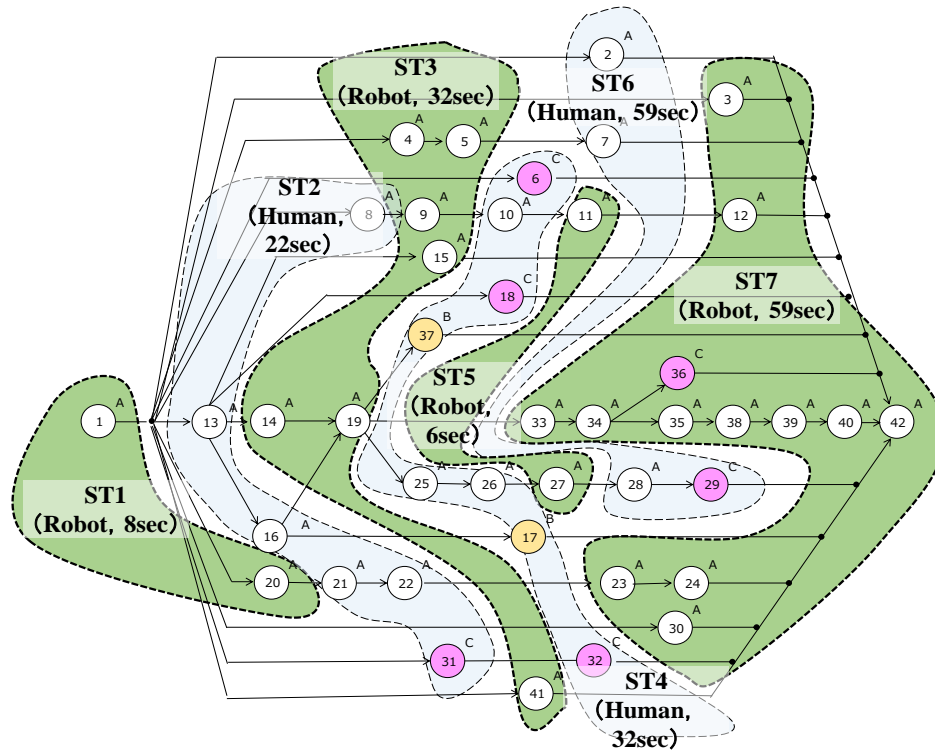 2 A
ST3
(Robot, 32sec)
ST6
(Human, 59sec)
3 A
4 A 5 A
7 A
6 C
ST2
(Human,
22sec)
8 A 9 A 10 A 11 A 12 A
15 A
ST7
(Robot, 59sec)
18 C
37 B
36 C
ST5
(Robot,
6sec)
1 A 13 A 14 A 19 A 33 A 34 A 35 A 38 A 39 A 40 A 42 A
25 A 26 A 27 A 28 A 29 C
ST1
(Robot, 8sec)
16 A 17 B
20 A 21 A 22 A 23 A 24 A
30 A
31 C 32 C
41 A
ST4
(Human,
32sec)